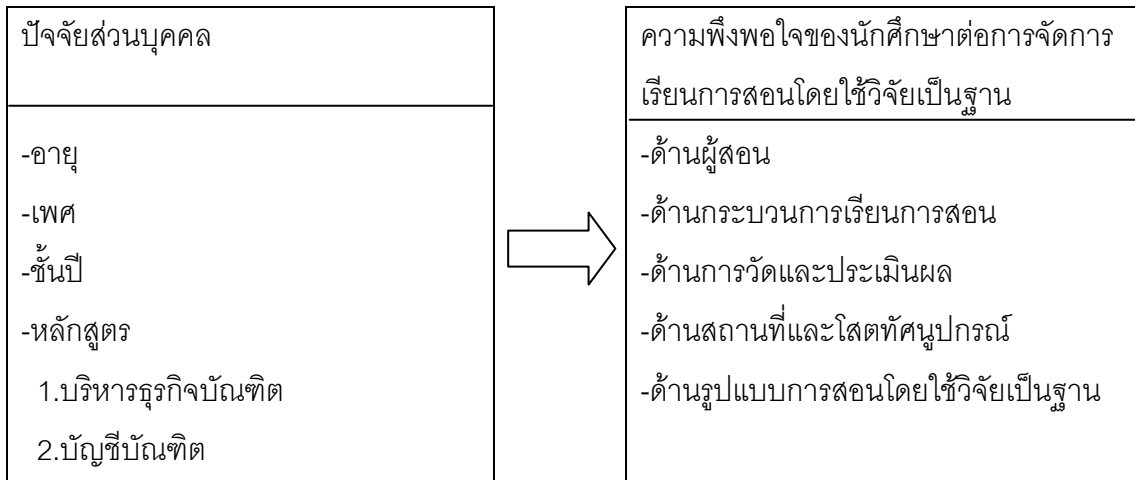 ปัจจัยส่วนบุคคล
-อายุ
-เพศ
-ชั้นปี
-หลักสูตร
1.บริหารธุรกิจบัณฑิต
2.บัญชีบัณฑิต
ความพึงพอใจของนักศึกษาต่อการจัดการ
เรียนการสอนโดยใช้วิจัยเป็นฐาน
-ด้านผู้สอน
-ด้านกระบวนการเรียนการสอน
-ด้านการวัดและประเมินผล
-ด้านสถานที่และโสตทัศนูปกรณ์
-ด้านรูปแบบการสอนโดยใช้วิจัยเป็นฐาน